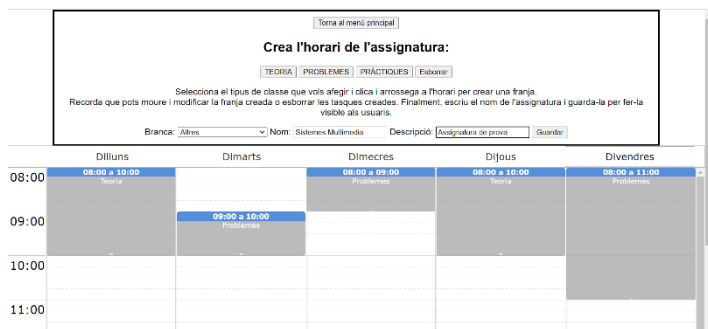 Torna al menú principal
Crea l'horari de l'assignatura:
TEORIA PROBLEMES PRÀCTIQUES Esborrar
Selecciona el tipus de classe que vols afegir i clica i arrossega a l'horari per crear una franja.
Recorda que pots moure i modificar la franja creada o esborrar les tasques creades. Finalment, escriu el nom de l'assignatura i guarda-la per fer-la
visible als usuaris.
Branca: Altres Nom: Sistemes Multimedia Descripció: Assignatura de prova Guardar
Dilluns Dimarts Dimecres Dijous Divendres
08:00 08:00 a 10:00 08:00 a 09:00 08:00 a 10:00 08:00 a 11:00
Teoria Problemes Teoria Problemes
09:00 09:00 a 10:00
Problemes
10:00
11:00